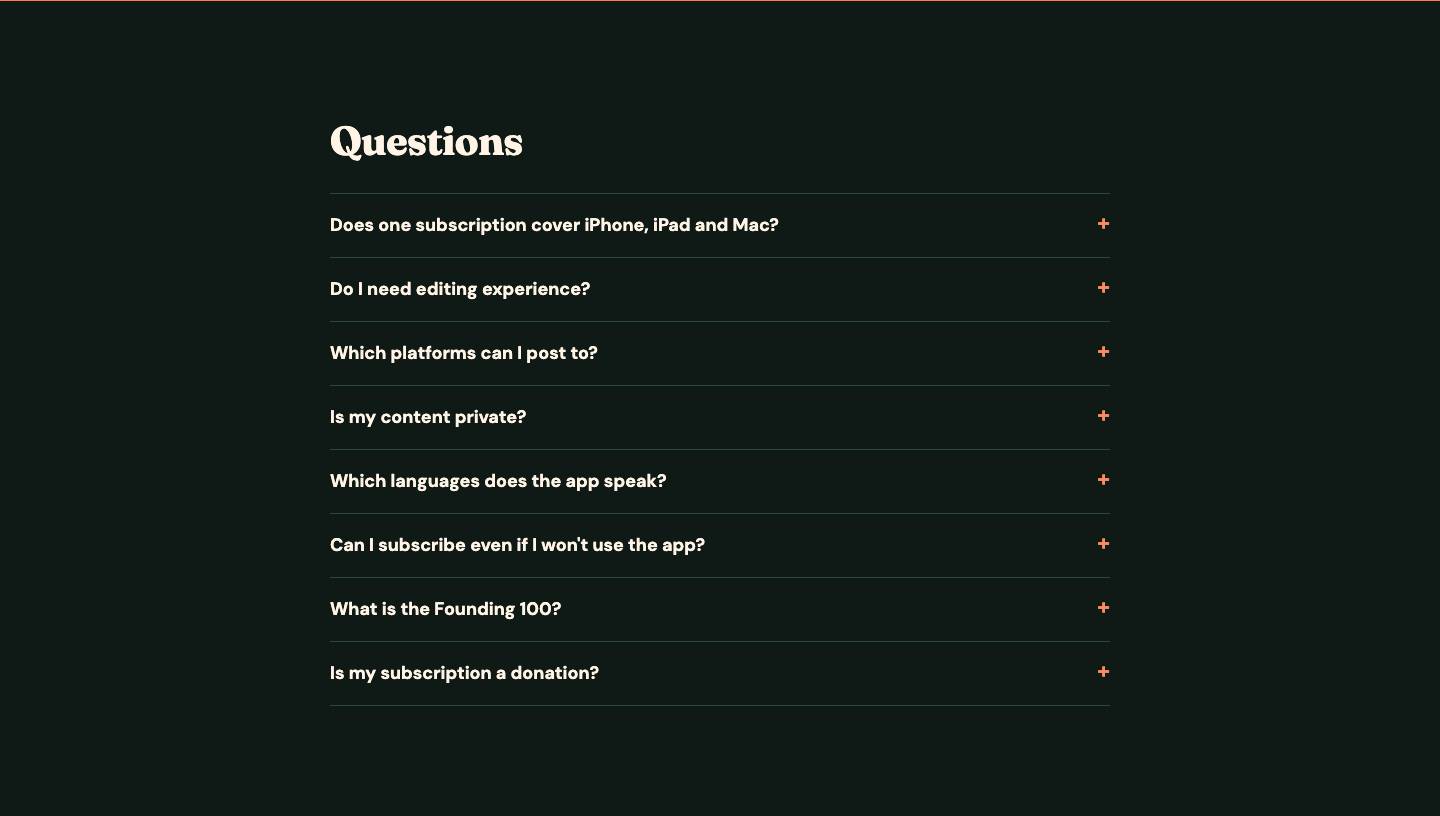 Questions
Does one subscription cover iPhone, iPad and Mac? +
Do I need editing experience? +
Which platforms can I post to? +
Is my content private? +
Which languages does the app speak? +
Can I subscribe even if I won't use the app? +
What is the Founding 100? +
Is my subscription a donation? +